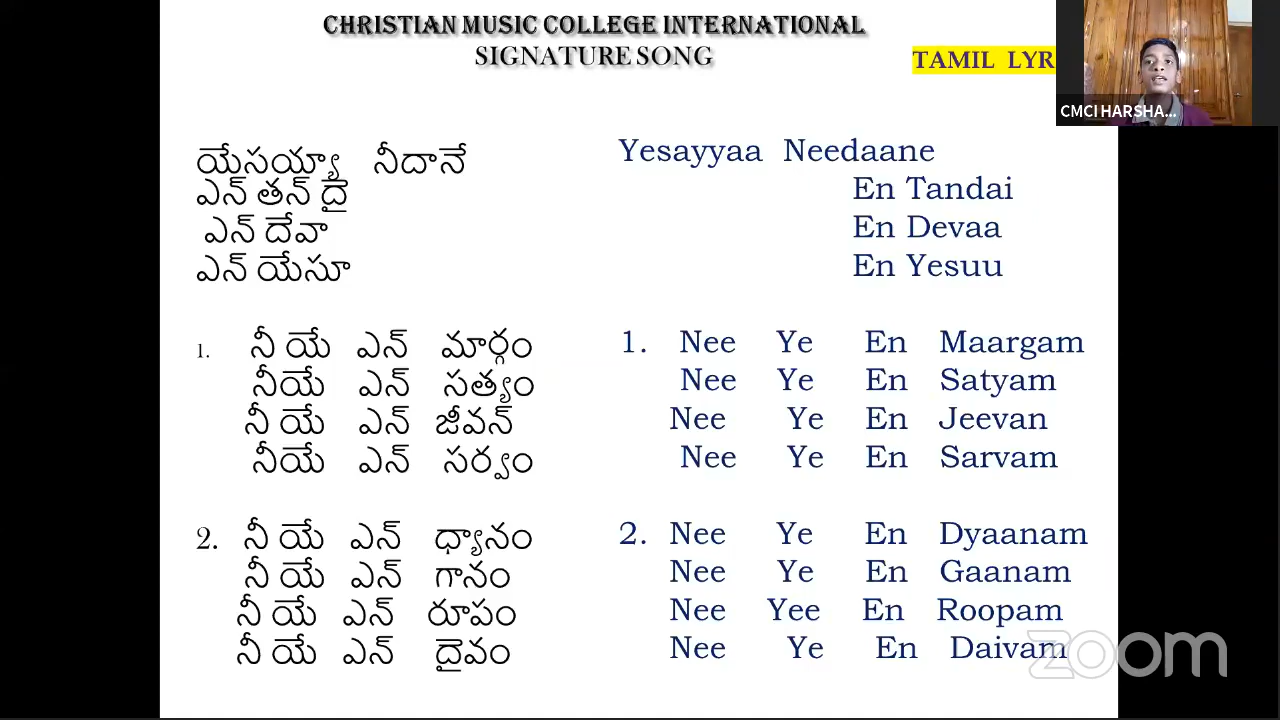 CHRISTIAN MUSIC COLLEGE INTERNATIONAL
SIGNATURE SONG
TAMIL LYR
CMCI HARSHA...
యేసయ్యా నీదానే
ఎన్ తన్ దై
ఎన్ దేవా
ఎన్ యేసూ
Yesayyaa Needaane
En Tandai
En Devaa
En Yesuu
1. నీ యే ఎన్ మార్గం
నీయే ఎన్ సత్యం
నీ యే ఎన్ జీవన్
నీయే ఎన్ సర్వం
1. Nee Ye En Maargam
Nee Ye En Satyam
Nee Ye En Jeevan
Nee Ye En Sarvam
2. నీ యే ఎన్ ధ్యానం
నీ యే ఎన్ గానం
నీ యే ఎన్ రూపం
నీ యే ఎన్ దైవం
2. Nee Ye En Dyaanam
Nee Ye En Gaanam
Nee Yee En Roopam
Nee Ye En Daivam
zoom